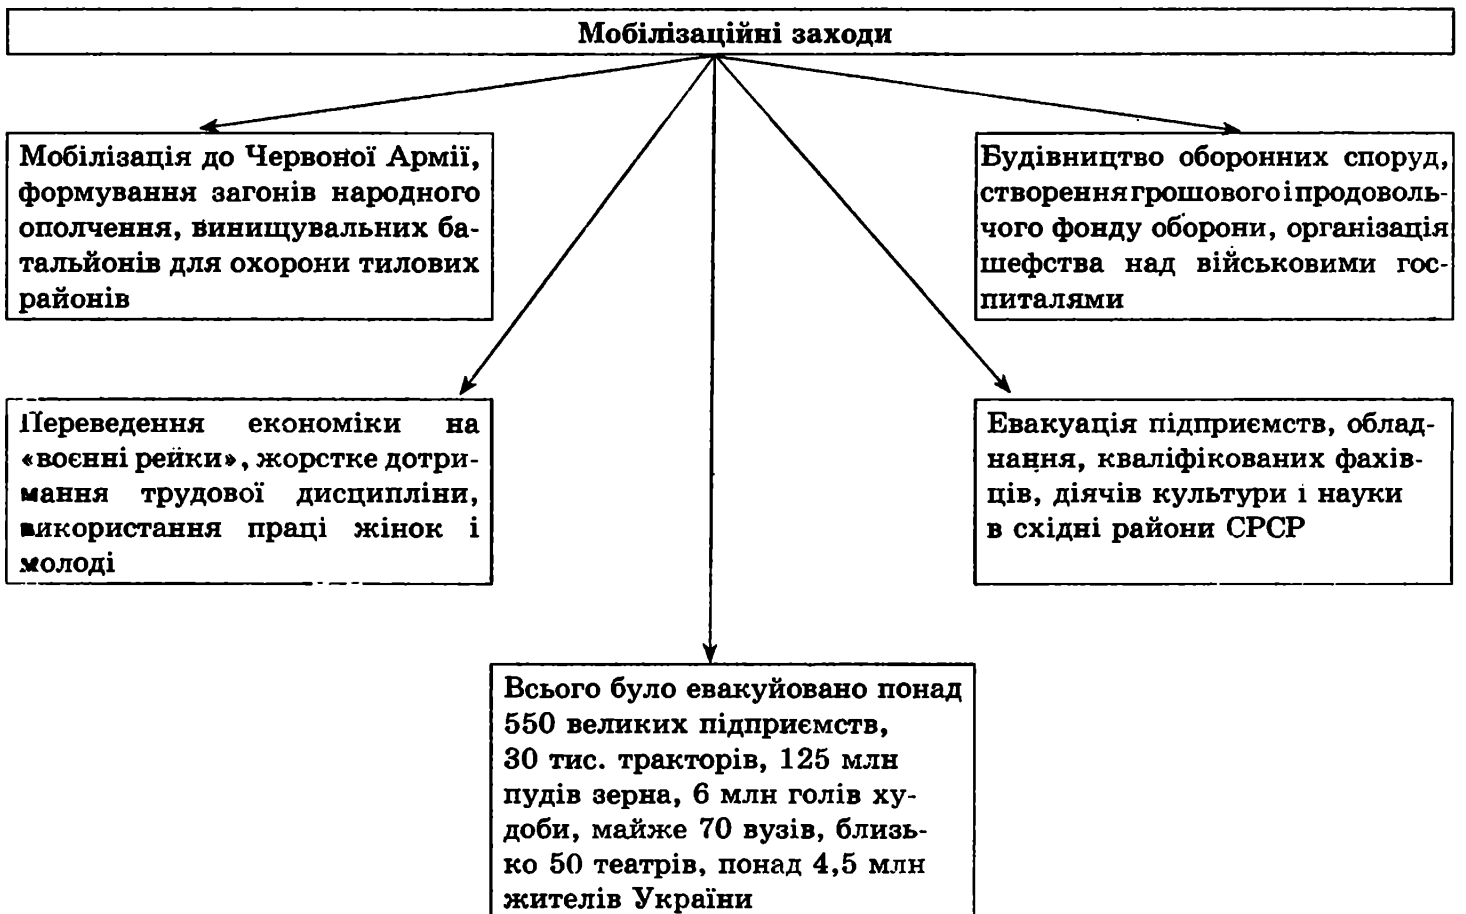 Мобілізаційні заходи
Мобілізація до Червоної Армії,
формування загонів народного
ополчення, винищувальних ба-
тальйонів для охорони тилових
районів
Будівництво оборонних споруд,
створення грошового і продоволь-
чого фонду оборони, організація
шефства над військовими гос-
питалями
Переведення економіки на
«воєнні рейки», жорстке дотри-
мання трудової дисципліни,
використання праці жінок і
молоді
Евакуація підприємств, облад-
нання, кваліфікованих фахів-
ців, діячів культури і науки
в східні райони СРСР
Всього було евакуйовано понад
550 великих підприємств,
30 тис. тракторів, 125 млн
пудів зерна, 6 млн голів ху-
доби, майже 70 вузів, близь-
ко 50 театрів, понад 4,5 млн
жителів України